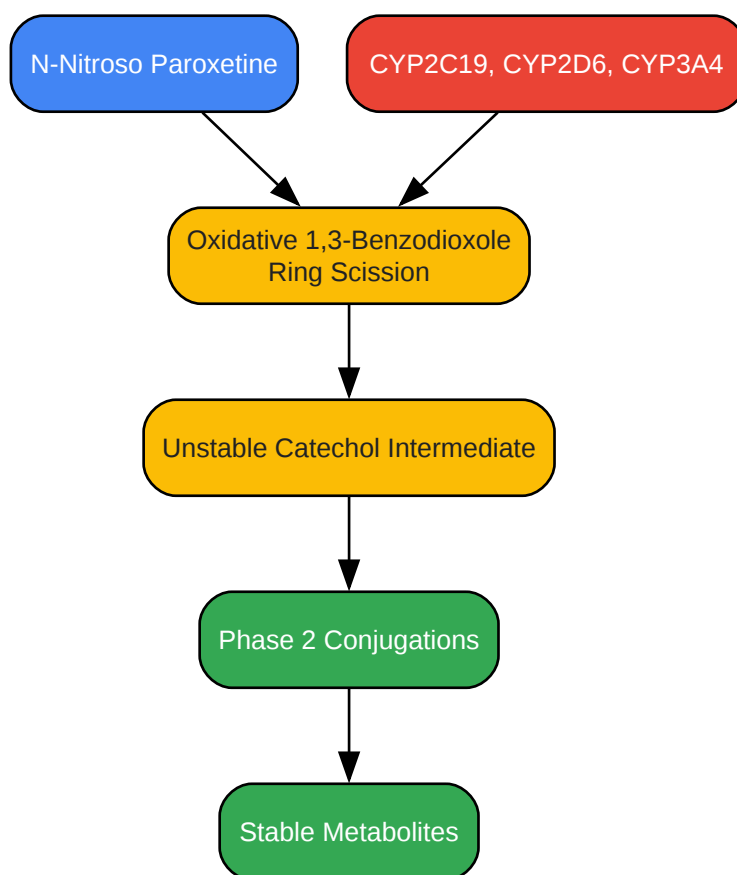 N-Nitroso Paroxetine
CYP2C19, CYP2D6, CYP3A4
Oxidative 1,3-Benzodioxole
Ring Scission
Unstable Catechol Intermediate
Phase 2 Conjugations
Stable Metabolites